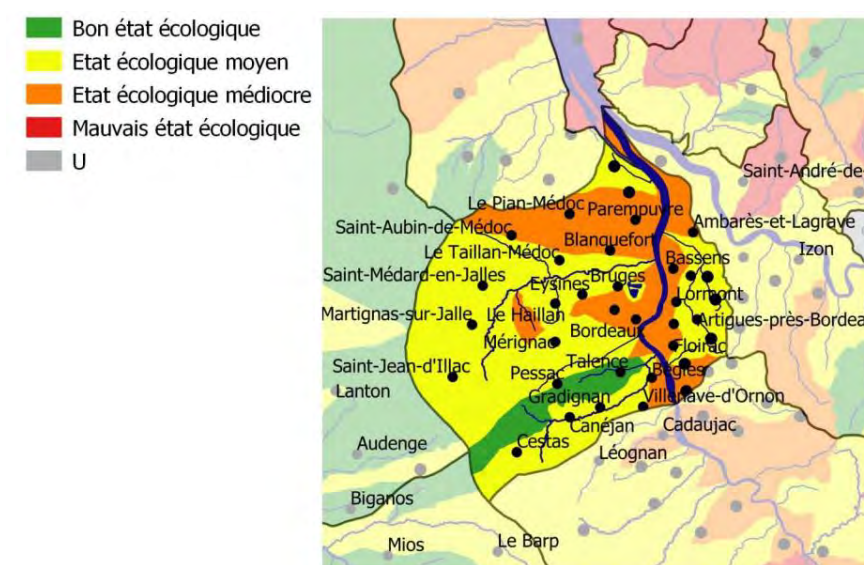 Bon état écologique
Etat écologique moyen
Etat écologique médiocre
Mauvais état écologique
U
Saint-André-de-
Le Pian-Médoc
Parempuyre
Saint-Aubin-de-Médoc
Ambarès-et-Lagrave
Blanquefort
Izon
Le Taillan-Médoc
Bassens
Saint-Médard-en-Jalles
Bruges
Eysines
Lormont
Martignas-sur-Jalle
Le Haillan
Artigues-près-Bordea
Bordeaux
Mérignac
Floirac
Saint-Jean-d'Illac
Talence
Pessac
Bègles
Lanton
Gradignan
Villenave-d'Ornon
Canéjan
Cadaujac
Cestas
Audenge
Léognan
Biganos
Mios
Le Barp